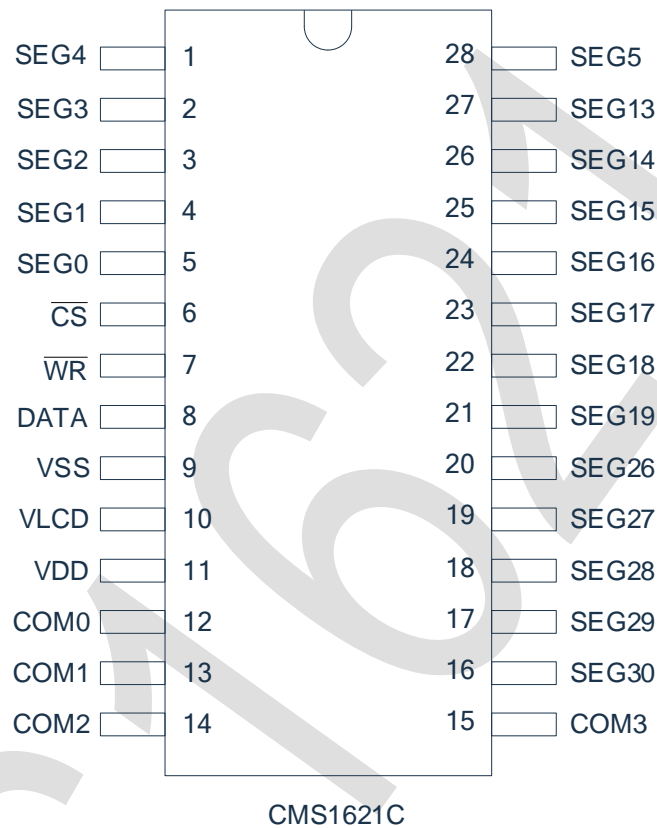 SEG4 1 28 SEG5
SEG3 2 27 SEG13
SEG2 3 26 SEG14
SEG1 4 25 SEG15
SEG0 5 24 SEG16
C̅S̅ 6 23 SEG17
W̅R̅ 7 22 SEG18
DATA 8 21 SEG19
VSS 9 20 SEG26
VLCD 10 19 SEG27
VDD 11 18 SEG28
COM0 12 17 SEG29
COM1 13 16 SEG30
COM2 14 15 COM3
CMS1621C